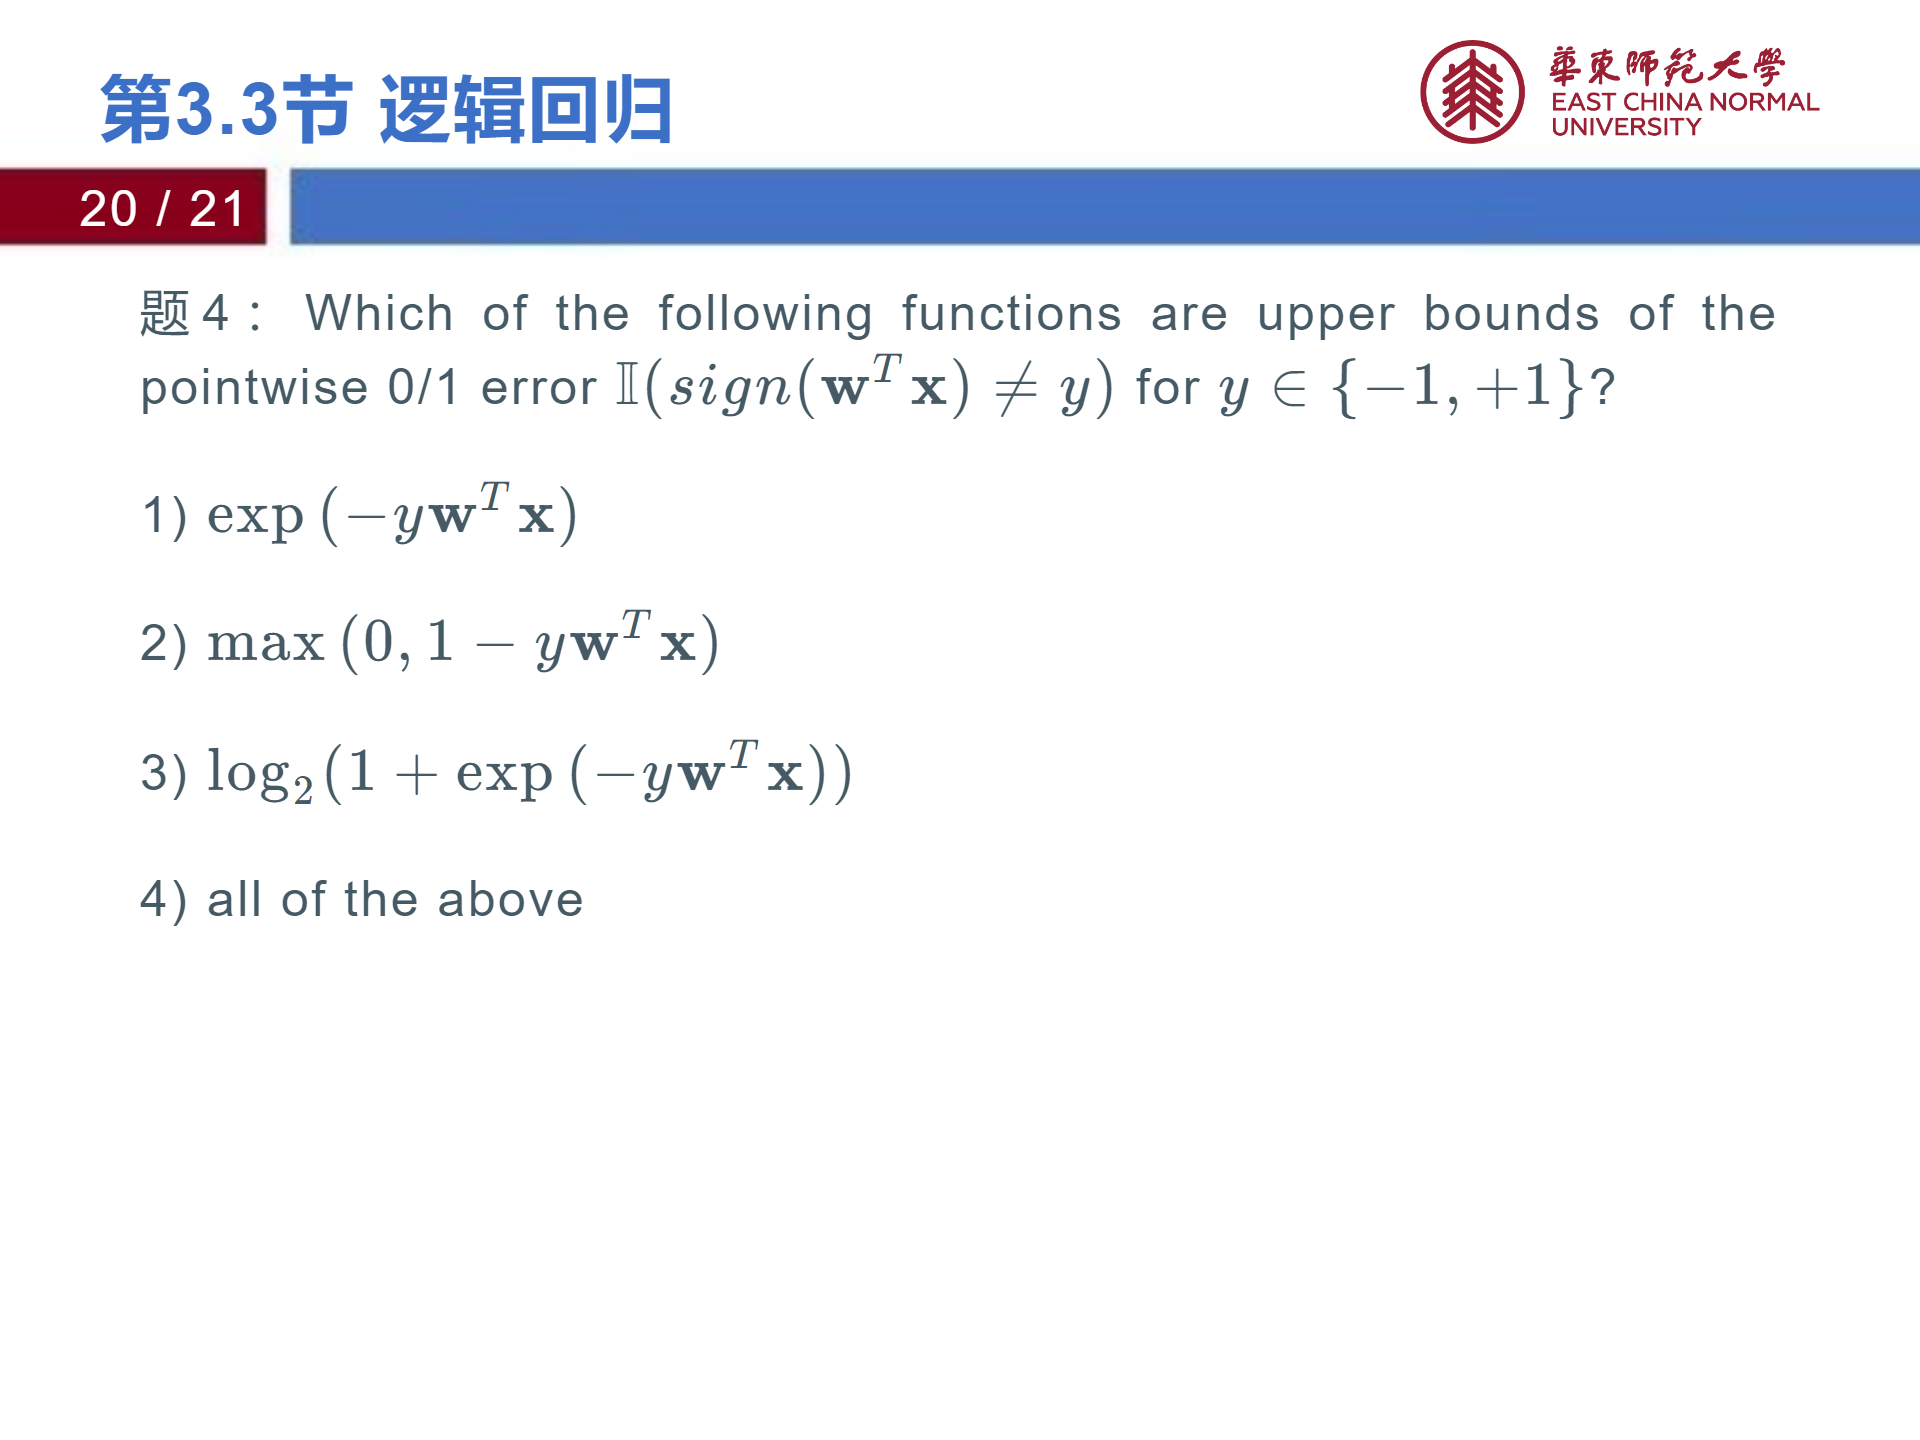 第3.3节 逻辑回归
華東師範大學
EAST CHINA NORMAL
UNIVERSITY
20 / 21
题4： Which of the following functions are upper bounds of the
pointwise 0/1 error 𝕀(sign(𝐰ᵀ𝐱) ≠ y) for y ∈ {−1, +1}?
1) exp (−y𝐰ᵀ𝐱)
2) max (0, 1 − y𝐰ᵀ𝐱)
3) log₂(1 + exp (−y𝐰ᵀ𝐱))
4) all of the above